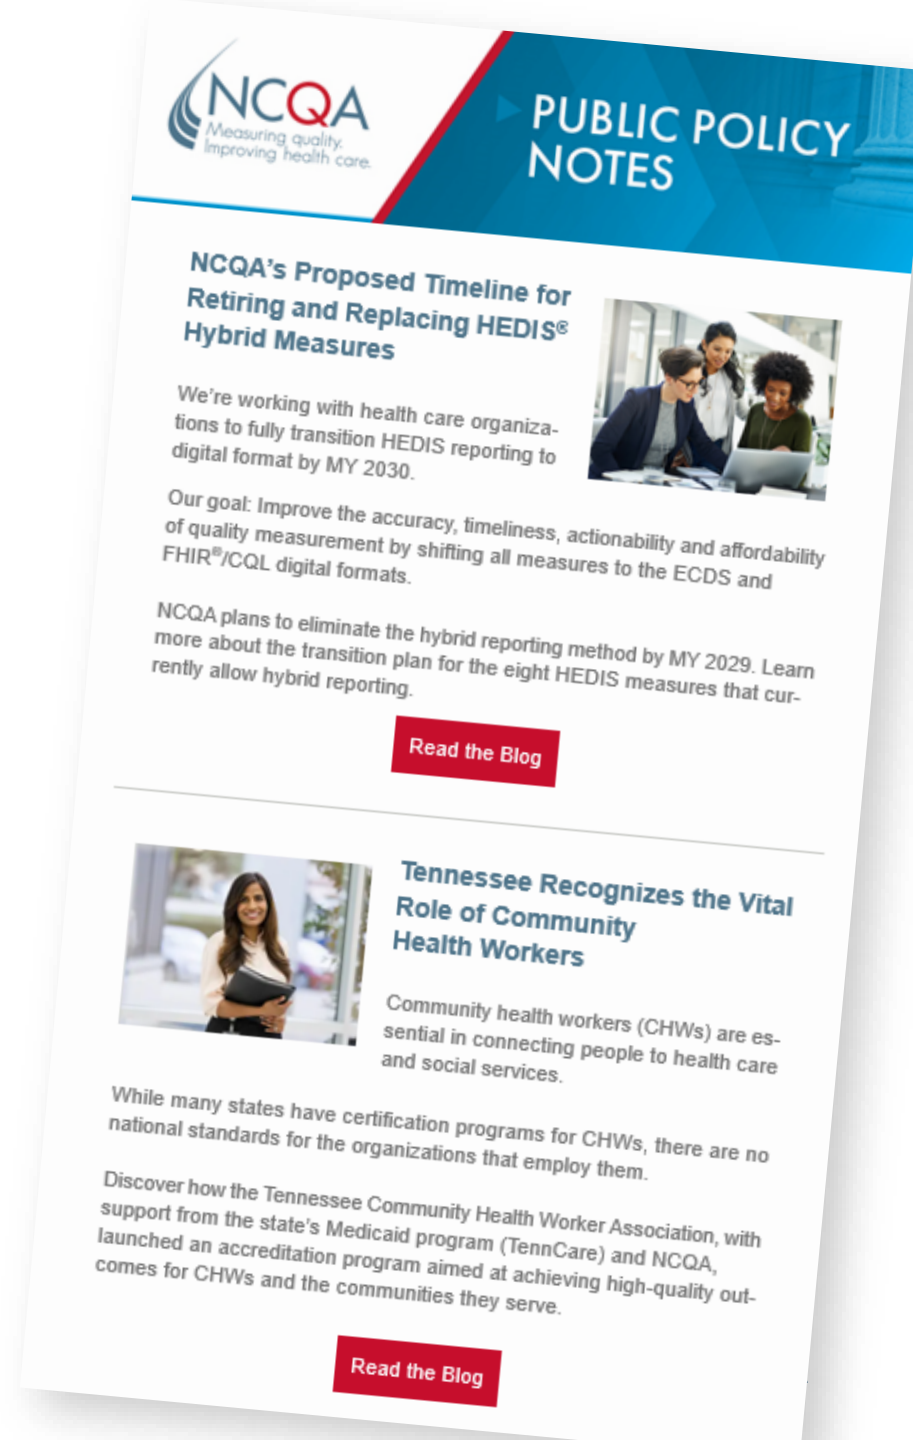 NCQA
Measuring quality.
Improving health care.
PUBLIC POLICY
NOTES
NCQA’s Proposed Timeline for
Retiring and Replacing HEDIS®
Hybrid Measures
We’re working with health care organiza-
tions to fully transition HEDIS reporting to
digital format by MY 2030.
Our goal: Improve the accuracy, timeliness, actionability and affordability
of quality measurement by shifting all measures to the ECDS and
FHIR®/CQL digital formats.
NCQA plans to eliminate the hybrid reporting method by MY 2029. Learn
more about the transition plan for the eight HEDIS measures that cur-
rently allow hybrid reporting.
Read the Blog
Tennessee Recognizes the Vital
Role of Community
Health Workers
Community health workers (CHWs) are es-
sential in connecting people to health care
and social services.
While many states have certification programs for CHWs, there are no
national standards for the organizations that employ them.
Discover how the Tennessee Community Health Worker Association, with
support from the state’s Medicaid program (TennCare) and NCQA,
launched an accreditation program aimed at achieving high-quality out-
comes for CHWs and the communities they serve.
Read the Blog